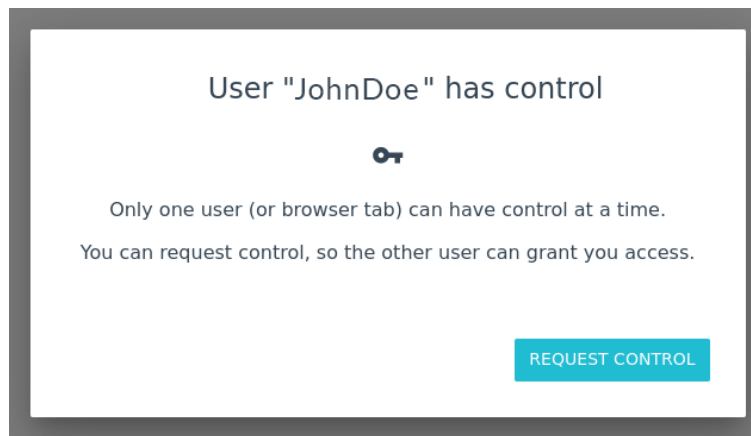 User "JohnDoe" has control
Only one user (or browser tab) can have control at a time.
You can request control, so the other user can grant you access.
REQUEST CONTROL